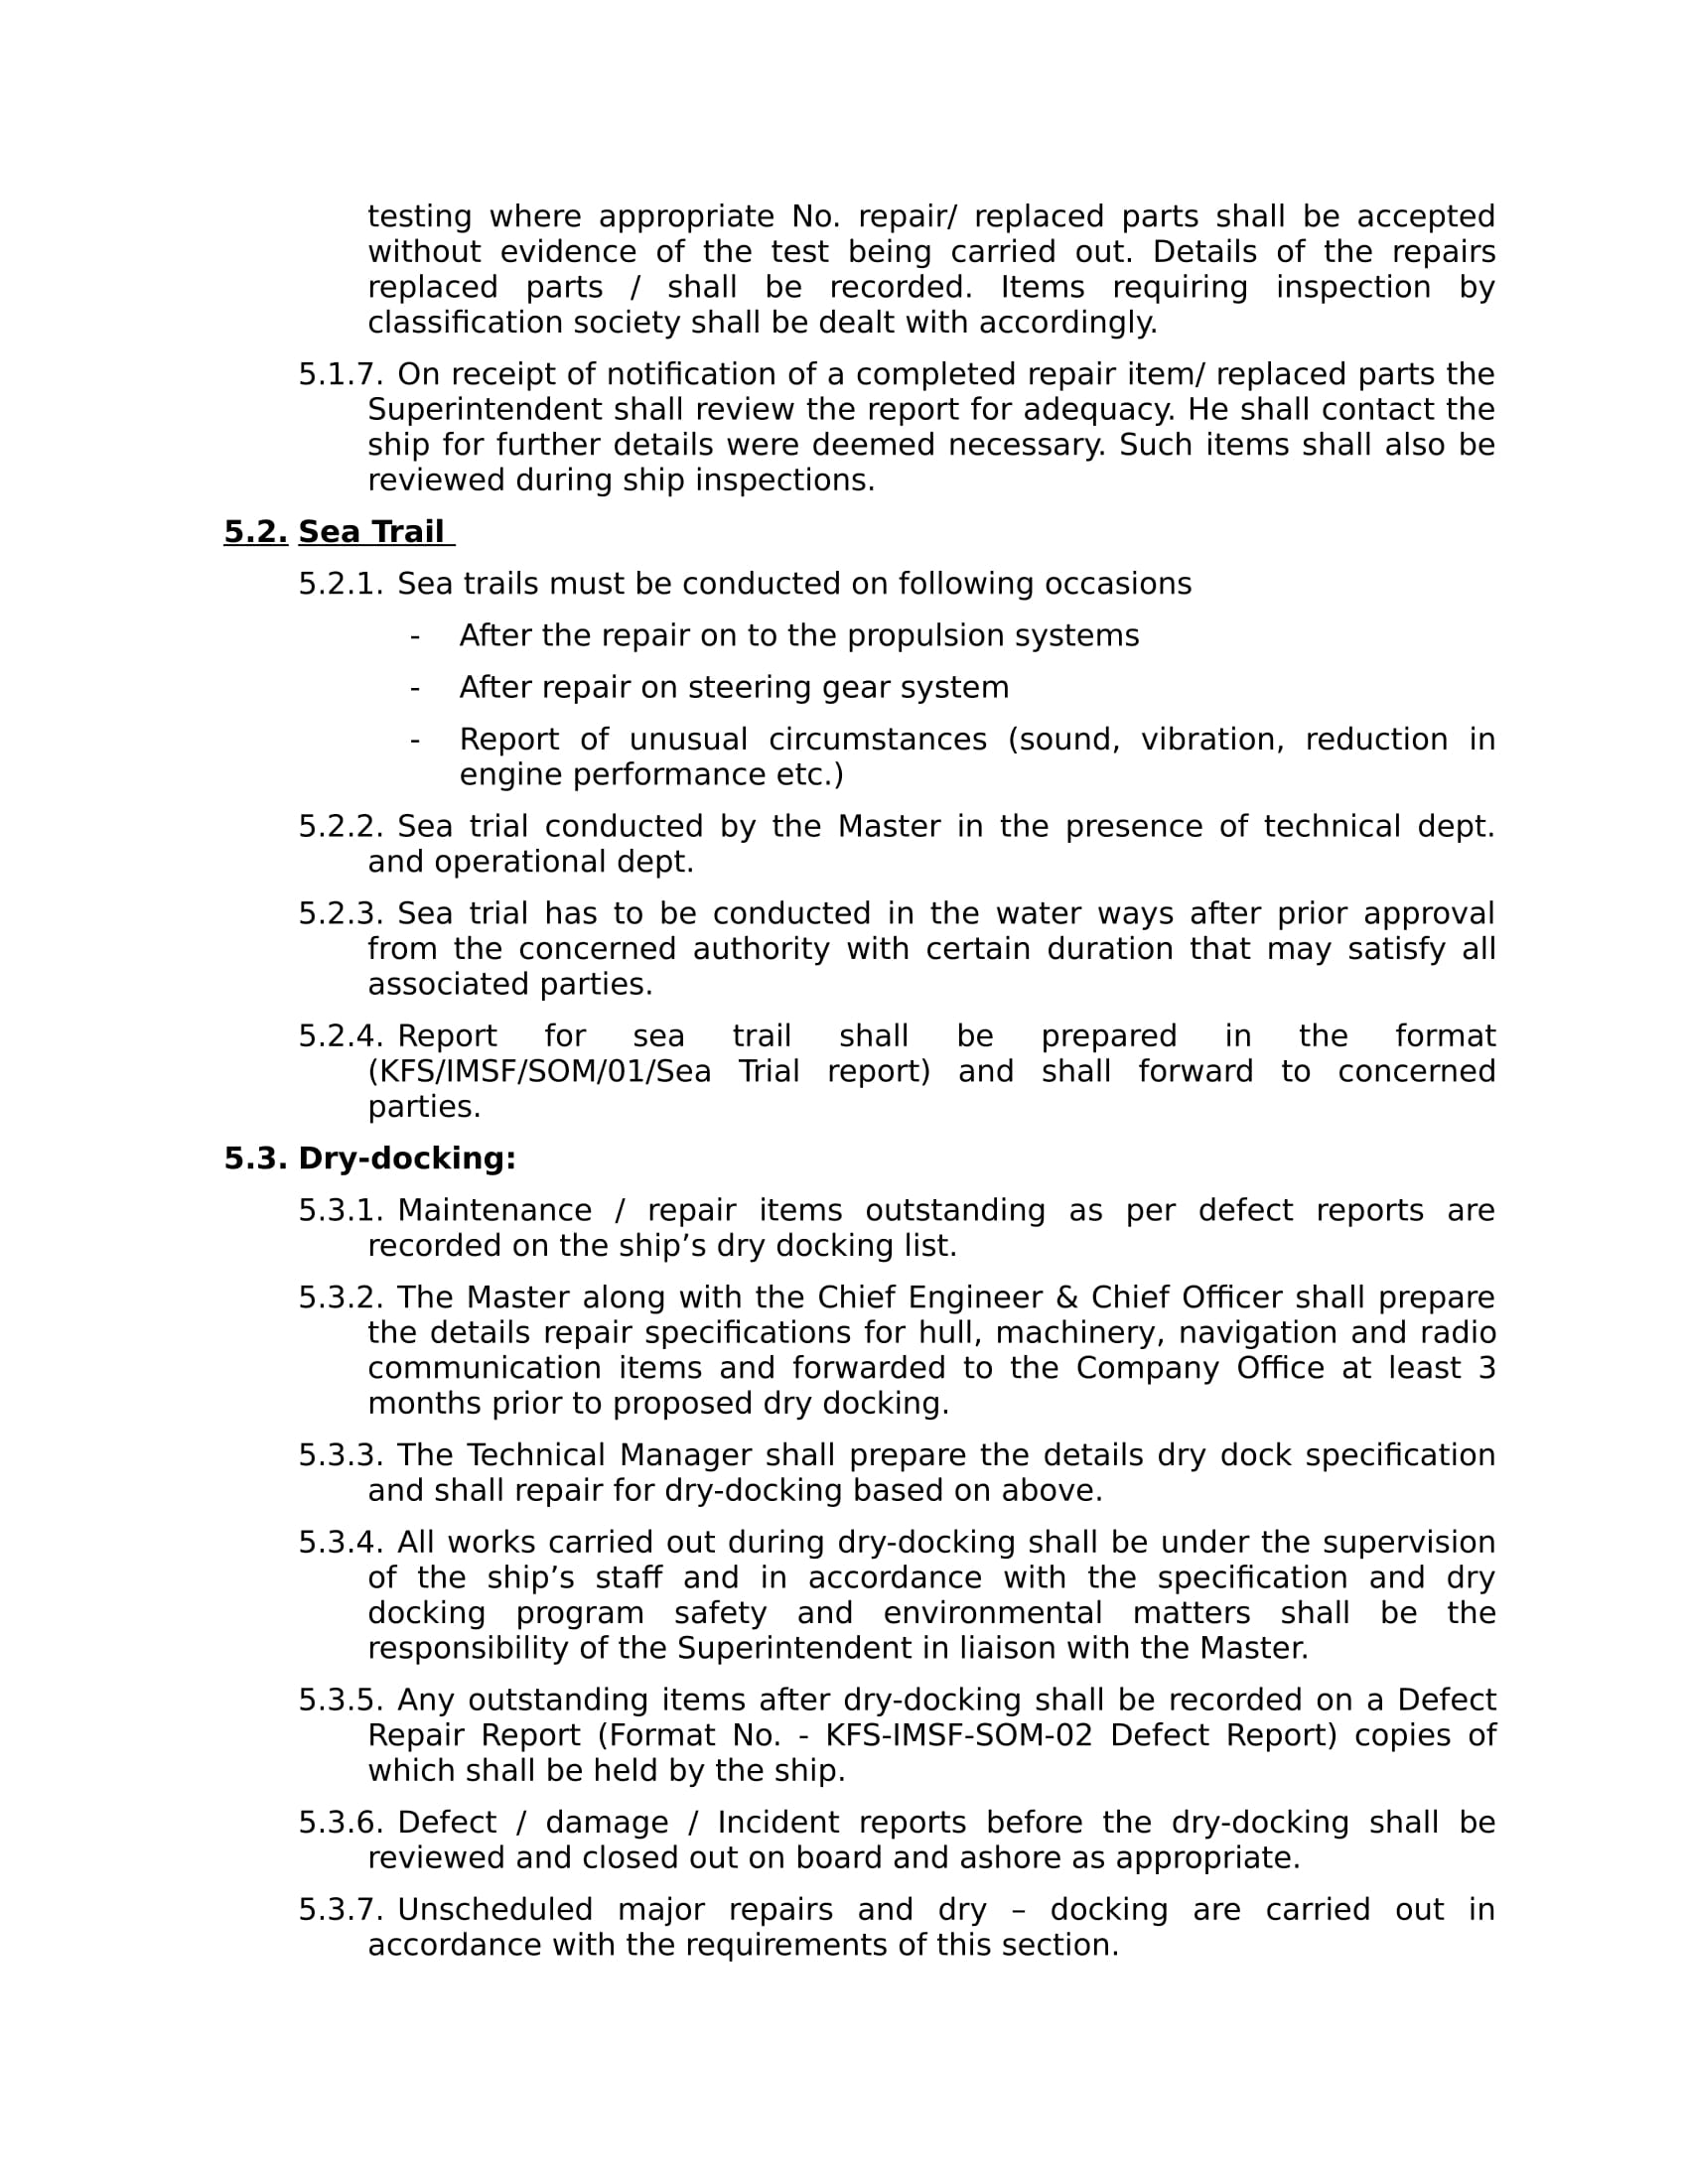 testing where appropriate No. repair/ replaced parts shall be accepted
without evidence of the test being carried out. Details of the repairs
replaced parts / shall be recorded. Items requiring inspection by
classification society shall be dealt with accordingly.
5.1.7. On receipt of notification of a completed repair item/ replaced parts the
Superintendent shall review the report for adequacy. He shall contact the
ship for further details were deemed necessary. Such items shall also be
reviewed during ship inspections.
5.2. Sea Trail
5.2.1. Sea trails must be conducted on following occasions
- After the repair on to the propulsion systems
- After repair on steering gear system
- Report of unusual circumstances (sound, vibration, reduction in
engine performance etc.)
5.2.2. Sea trial conducted by the Master in the presence of technical dept.
and operational dept.
5.2.3. Sea trial has to be conducted in the water ways after prior approval
from the concerned authority with certain duration that may satisfy all
associated parties.
5.2.4. Report for sea trail shall be prepared in the format
(KFS/IMSF/SOM/01/Sea Trial report) and shall forward to concerned
parties.
5.3. Dry-docking:
5.3.1. Maintenance / repair items outstanding as per defect reports are
recorded on the ship’s dry docking list.
5.3.2. The Master along with the Chief Engineer & Chief Officer shall prepare
the details repair specifications for hull, machinery, navigation and radio
communication items and forwarded to the Company Office at least 3
months prior to proposed dry docking.
5.3.3. The Technical Manager shall prepare the details dry dock specification
and shall repair for dry-docking based on above.
5.3.4. All works carried out during dry-docking shall be under the supervision
of the ship’s staff and in accordance with the specification and dry
docking program safety and environmental matters shall be the
responsibility of the Superintendent in liaison with the Master.
5.3.5. Any outstanding items after dry-docking shall be recorded on a Defect
Repair Report (Format No. - KFS-IMSF-SOM-02 Defect Report) copies of
which shall be held by the ship.
5.3.6. Defect / damage / Incident reports before the dry-docking shall be
reviewed and closed out on board and ashore as appropriate.
5.3.7. Unscheduled major repairs and dry – docking are carried out in
accordance with the requirements of this section.